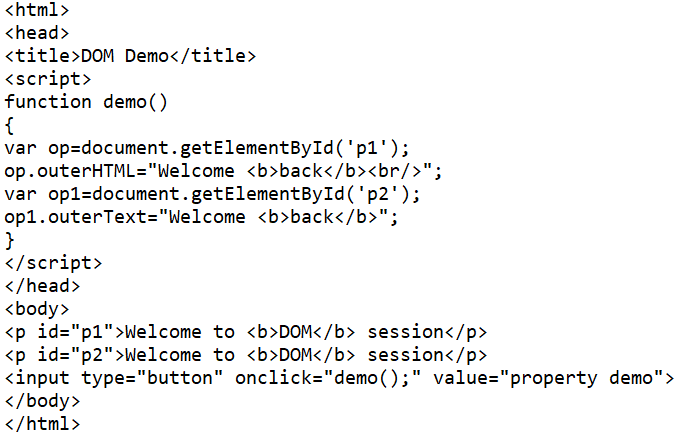 <html>
<head>
<title>DOM Demo</title>
<script>
function demo()
{
var op=document.getElementById('p1');
op.outerHTML="Welcome <b>back</b><br/>";
var op1=document.getElementById('p2');
op1.outerText="Welcome <b>back</b>";
}
</script>
</head>
<body>
<p id="p1">Welcome to <b>DOM</b> session</p>
<p id="p2">Welcome to <b>DOM</b> session</p>
<input type="button" onclick="demo();" value="property demo">
</body>
</html>